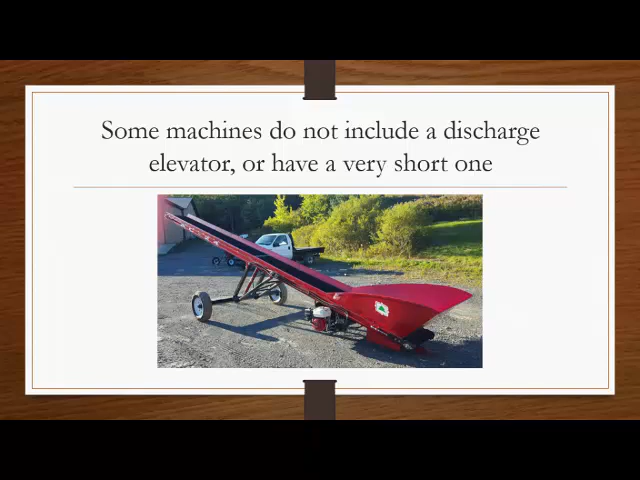 Some machines do not include a discharge
elevator, or have a very short one